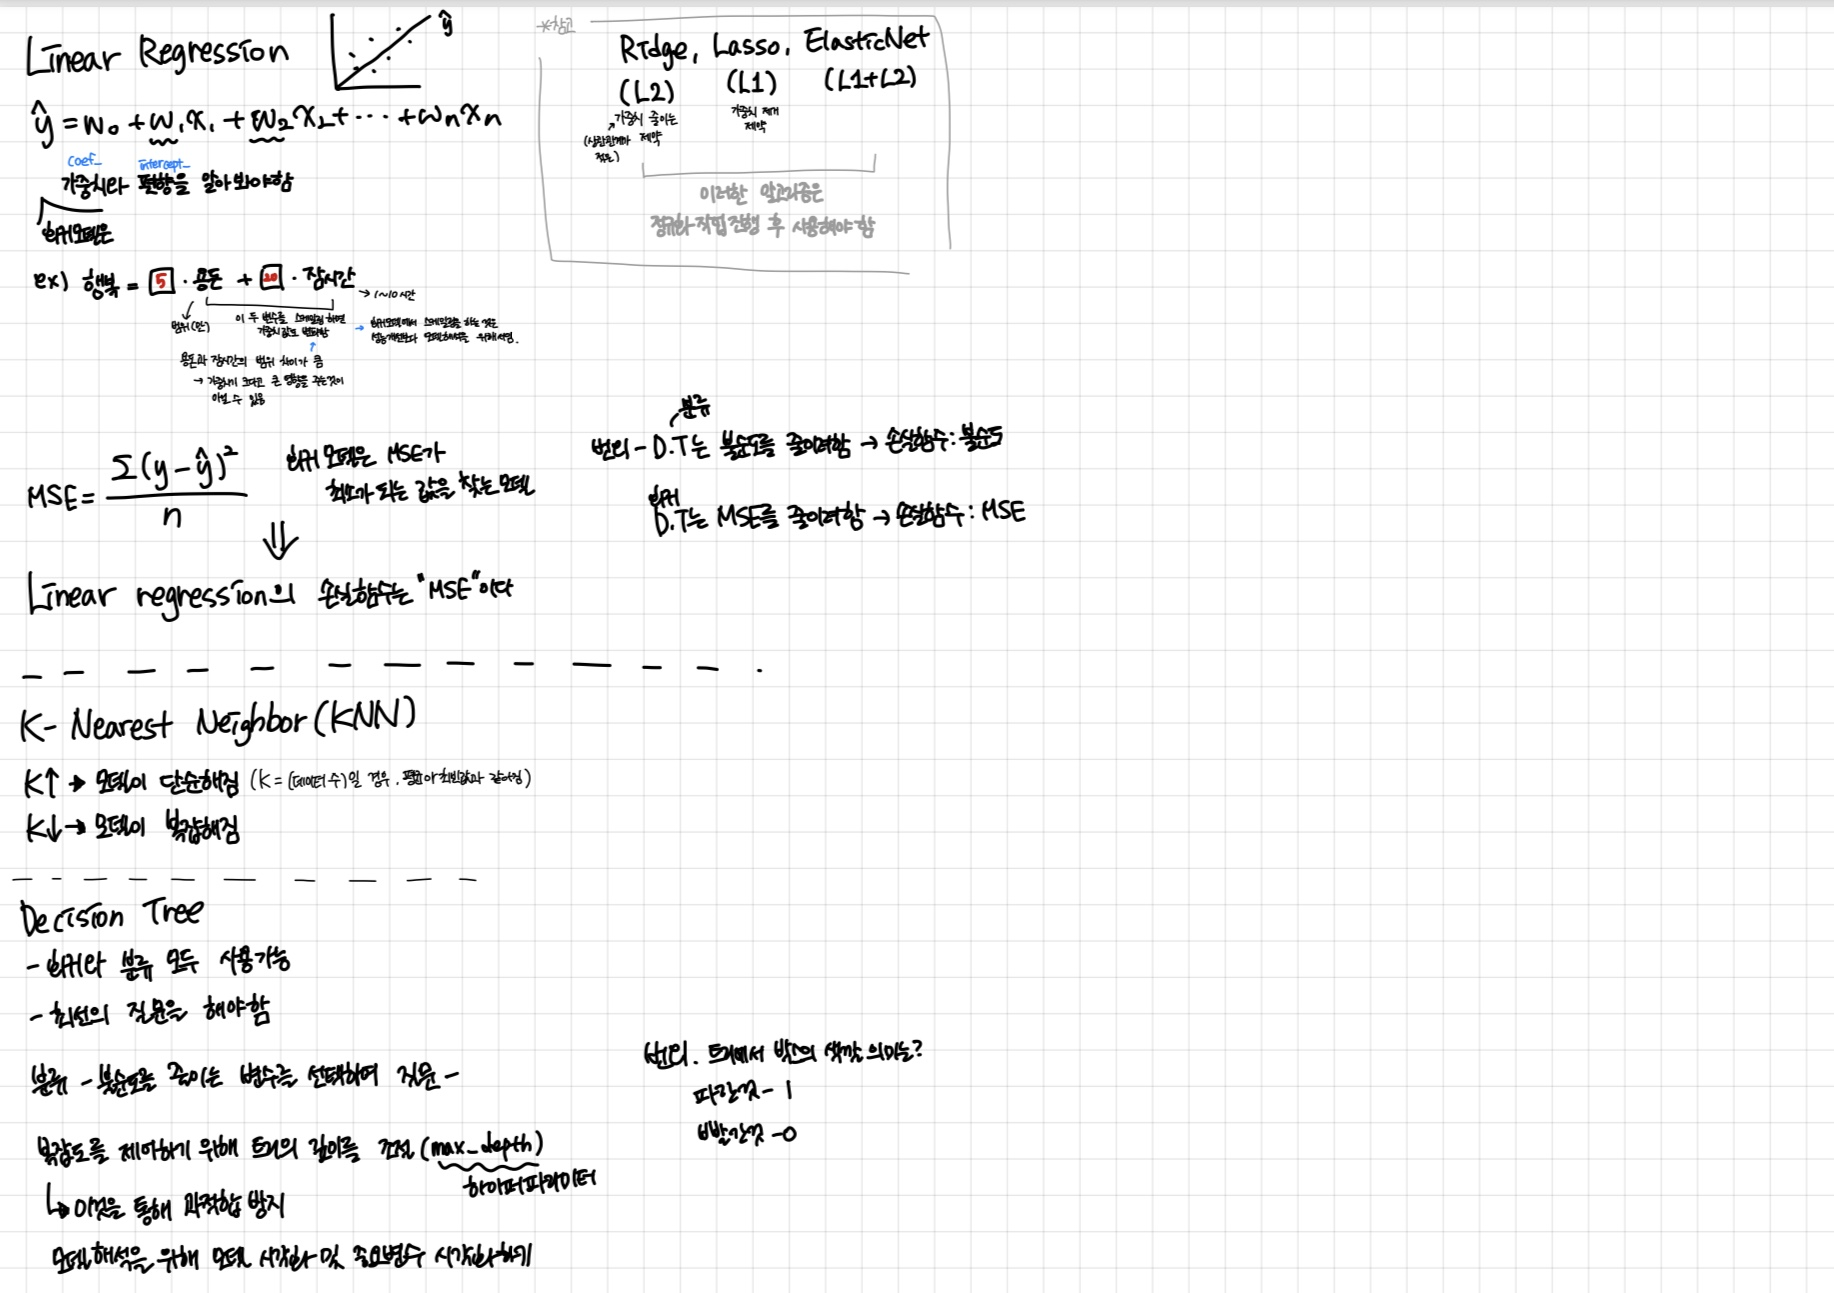 Linear Regression
ŷ
ŷ = w₀ + w₁x₁ + w₂x₂ + ··· + wₙxₙ
coef_ intercept_
가중치와 편향을 알아봐야함
회귀모델은
ex) 행복 = 5 · 용돈 + 20 · 잠시간
→ 1~10시간
범위(만)
이 두 변수를 스케일링 하면
가중치값도 변화함
→ 회귀모델에서 스케일링을 하는 것은
성능개선보다 모델해석을 위해서임.
용돈과 잠시간의 범위 차이가 큼
→ 가중치가 크다고 큰 영향을 주는것이
아닐 수 있음
*참고
Ridge, Lasso, ElasticNet
(L2) (L1) (L1+L2)
가중치 줄이는
제약
가중치 제거
제약
(상관관계가
적은)
이러한 알고리즘은
정규화작업 진행 후 사용해야 함
MSE = Σ(y-ŷ)² / n
회귀 모델은 MSE가
최소가 되는 값을 찾는 모델
⇓
Linear regression의 손실함수는 "MSE"이다
분류
번외 - D.T는 불순도를 줄이려함 → 손실함수: 불순도
회귀
D.T는 MSE를 줄이려함 → 손실함수: MSE
K- Nearest Neighbor (KNN)
K↑ → 모델이 단순해짐 (K = (데이터 수)일 경우, 평균이나 최빈값과 같아짐)
K↓ → 모델이 복잡해짐
Decision Tree
- 회귀와 분류 모두 사용가능
- 최선의 질문을 해야함
분류 - 불순도를 줄이는 변수를 선택하여 질문 -
복잡도를 제어하기 위해 트리의 깊이를 조절 (max_depth)
하이퍼파라미터
↳ 이것을 통해 과적합 방지
모델해석을 위해 모델 시각화 및 중요변수 시각화하기
번외. 트리에서 박스의 색깔 의미는?
파란것 - 1
빨간것 - 0